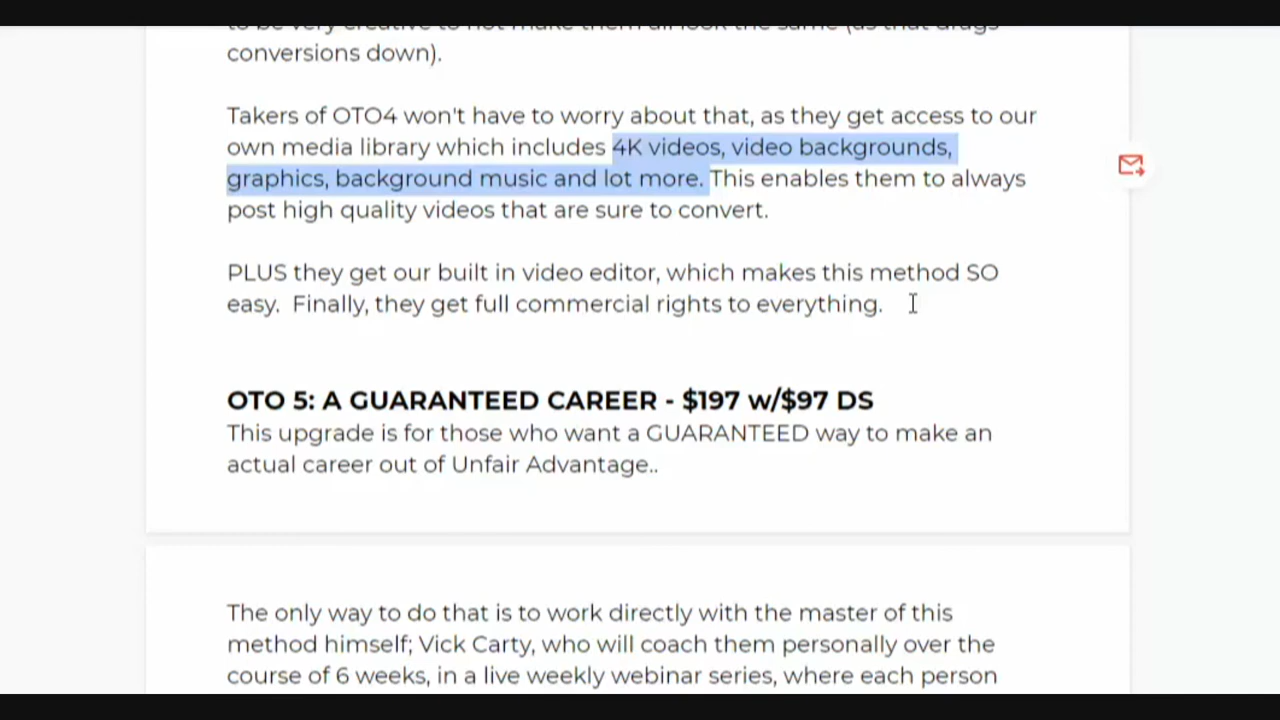 conversions down).
Takers of OTO4 won't have to worry about that, as they get access to our
own media library which includes 4K videos, video backgrounds,
graphics, background music and lot more. This enables them to always
post high quality videos that are sure to convert.
PLUS they get our built in video editor, which makes this method SO
easy.  Finally, they get full commercial rights to everything.
OTO 5: A GUARANTEED CAREER - $197 w/$97 DS
This upgrade is for those who want a GUARANTEED way to make an
actual career out of Unfair Advantage..
The only way to do that is to work directly with the master of this
method himself; Vick Carty, who will coach them personally over the
course of 6 weeks, in a live weekly webinar series, where each person